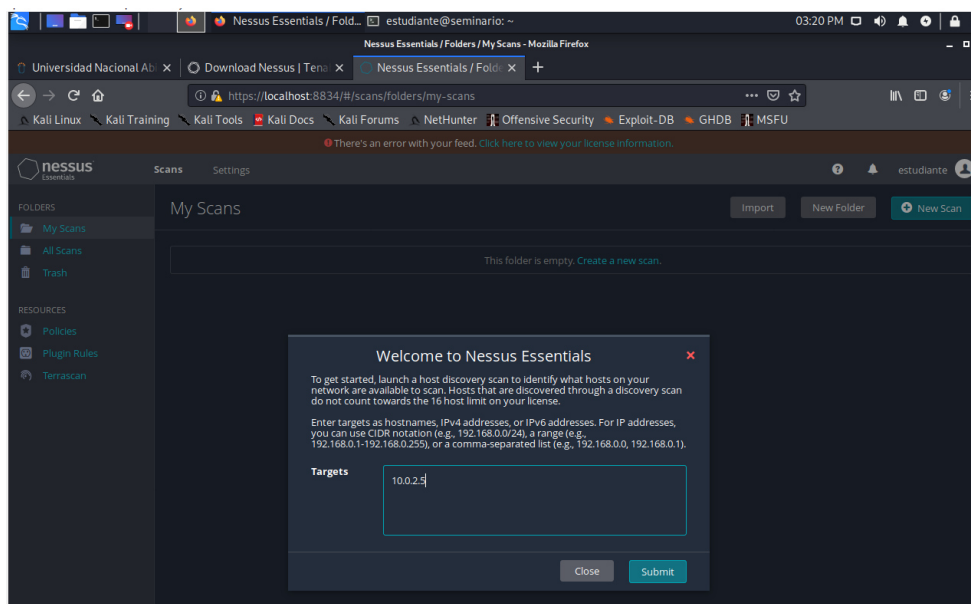 Nessus Essentials / Fold...
estudiante@seminario: ~
03:20 PM
Nessus Essentials / Folders / My Scans - Mozilla Firefox
Universidad Nacional Ab
Download Nessus | Tena
Nessus Essentials / Folde
https://localhost:8834/#/scans/folders/my-scans
Kali Linux
Kali Training
Kali Tools
Kali Docs
Kali Forums
NetHunter
Offensive Security
Exploit-DB
GHDB
MSFU
There's an error with your feed. Click here to view your license information.
nessus
Essentials
Scans
Settings
estudiante
FOLDERS
My Scans
All Scans
Trash
RESOURCES
Policies
Plugin Rules
Terrascan
My Scans
Import
New Folder
New Scan
This folder is empty. Create a new scan.
Welcome to Nessus Essentials
To get started, launch a host discovery scan to identify what hosts on your
network are available to scan. Hosts that are discovered through a discovery scan
do not count towards the 16 host limit on your license.
Enter targets as hostnames, IPv4 addresses, or IPv6 addresses. For IP addresses,
you can use CIDR notation (e.g., 192.168.0.0/24), a range (e.g.,
192.168.0.1-192.168.0.255), or a comma-separated list (e.g., 192.168.0.0, 192.168.0.1).
Targets
10.0.2.5
Close
Submit